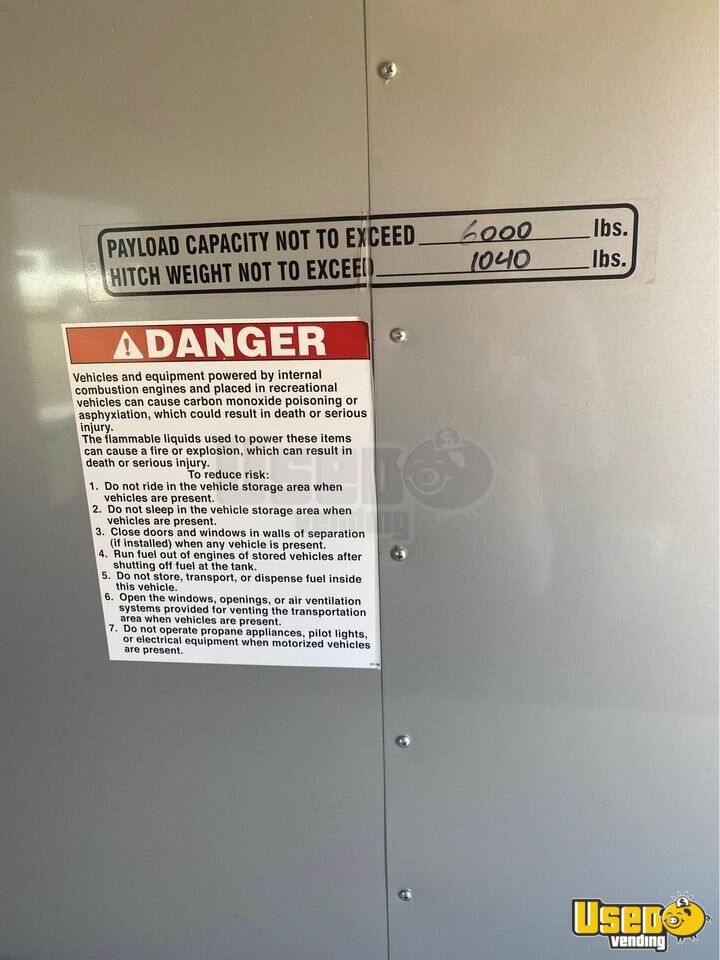 PAYLOAD CAPACITY NOT TO EXCEED 6000 lbs.
HITCH WEIGHT NOT TO EXCEED 1040 lbs.
DANGER
Vehicles and equipment powered by internal
combustion engines and placed in recreational
vehicles can cause carbon monoxide poisoning or
asphyxiation, which could result in death or serious
injury.
The flammable liquids used to power these items
can cause a fire or explosion, which can result in
death or serious injury.
To reduce risk:
1. Do not ride in the vehicle storage area when
vehicles are present.
2. Do not sleep in the vehicle storage area when
vehicles are present.
3. Close doors and windows in walls of separation
(if installed) when any vehicle is present.
4. Run fuel out of engines of stored vehicles after
shutting off fuel at the tank.
5. Do not store, transport, or dispense fuel inside
this vehicle.
6. Open the windows, openings, or air ventilation
systems provided for venting the transportation
area when vehicles are present.
7. Do not operate propane appliances, pilot lights,
or electrical equipment when motorized vehicles
are present.
Used
vending
Used
vending